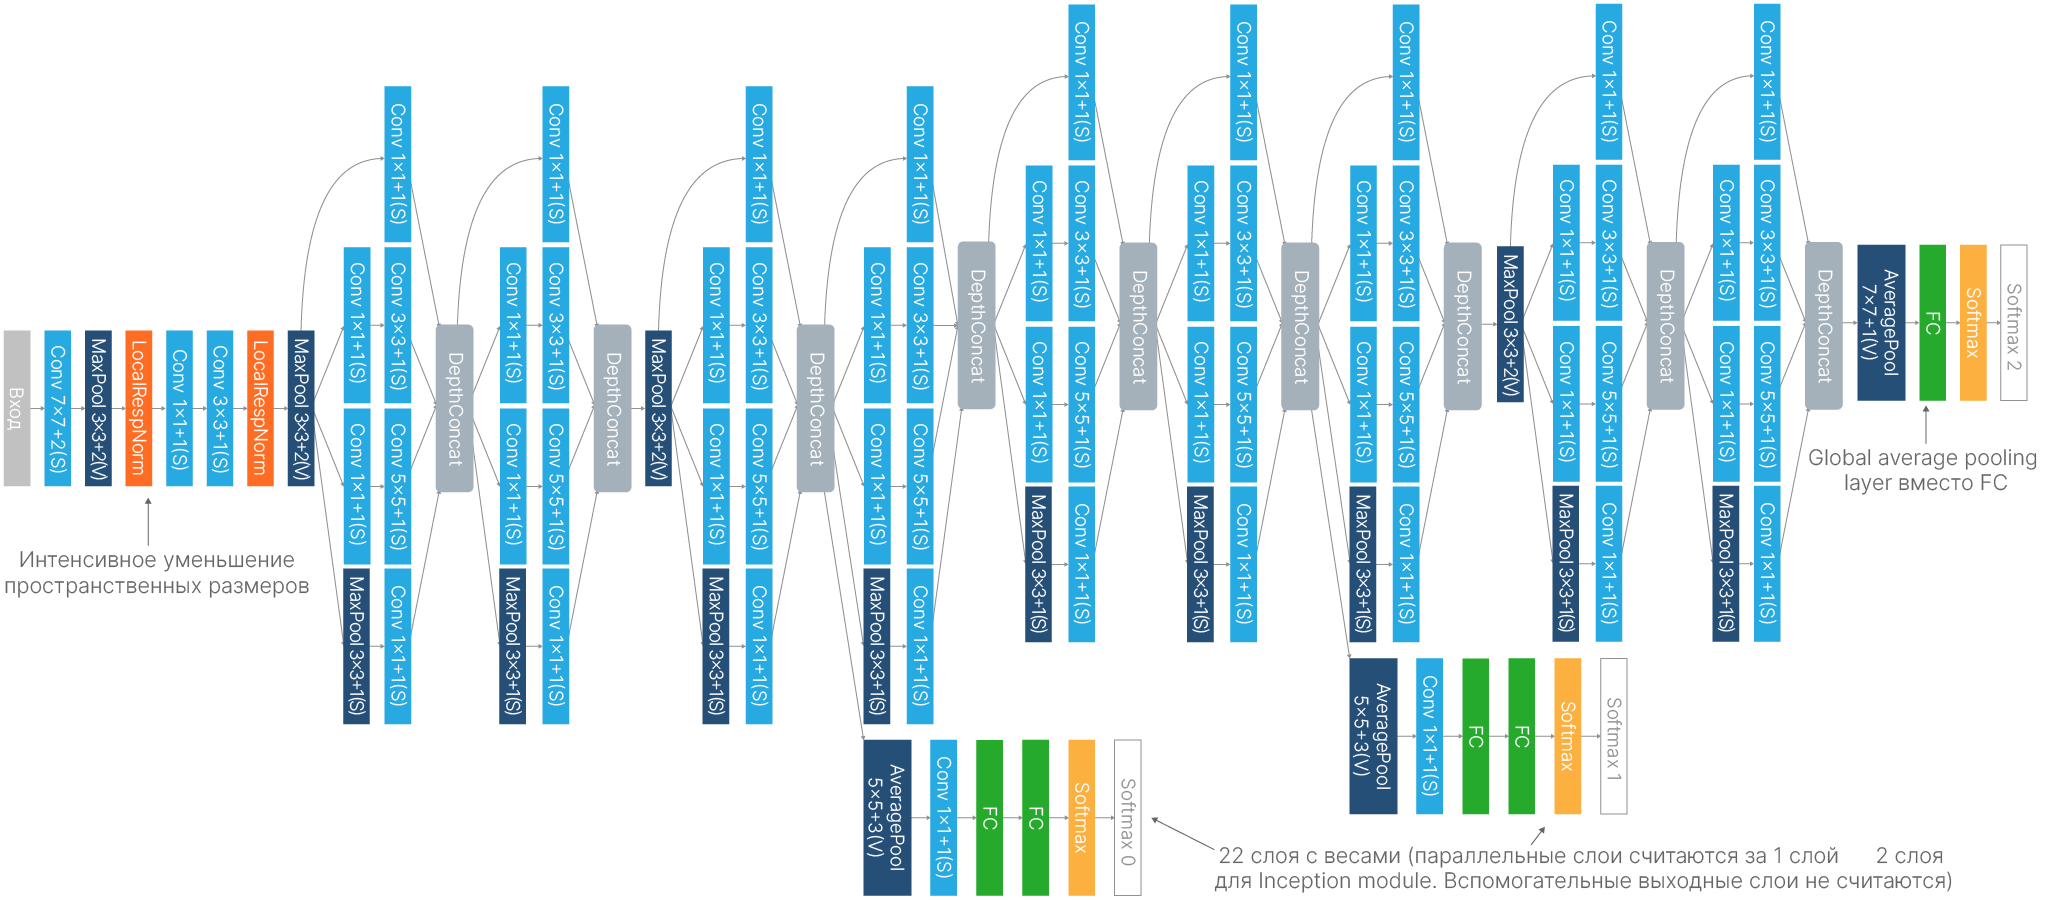 Вход
Conv 7×7+2(S)
MaxPool 3×3+2(V)
LocalRespNorm
Conv 1×1+1(S)
Conv 3×3+1(S)
LocalRespNorm
MaxPool 3×3+2(V)
Интенсивное уменьшение
пространственных размеров
Conv 1×1+1(S)
Conv 1×1+1(S)
Conv 3×3+1(S)
Conv 1×1+1(S)
Conv 5×5+1(S)
MaxPool 3×3+1(S)
Conv 1×1+1(S)
DepthConcat
Conv 1×1+1(S)
Conv 1×1+1(S)
Conv 3×3+1(S)
Conv 1×1+1(S)
Conv 5×5+1(S)
MaxPool 3×3+1(S)
Conv 1×1+1(S)
DepthConcat
MaxPool 3×3+2(V)
Conv 1×1+1(S)
Conv 1×1+1(S)
Conv 3×3+1(S)
Conv 1×1+1(S)
Conv 5×5+1(S)
MaxPool 3×3+1(S)
Conv 1×1+1(S)
DepthConcat
Conv 1×1+1(S)
Conv 1×1+1(S)
Conv 3×3+1(S)
Conv 1×1+1(S)
Conv 5×5+1(S)
MaxPool 3×3+1(S)
Conv 1×1+1(S)
DepthConcat
AveragePool
5×5+3(V)
Conv 1×1+1(S)
FC
FC
Softmax
Softmax 0
Conv 1×1+1(S)
Conv 1×1+1(S)
Conv 3×3+1(S)
Conv 1×1+1(S)
Conv 5×5+1(S)
MaxPool 3×3+1(S)
Conv 1×1+1(S)
DepthConcat
Conv 1×1+1(S)
Conv 1×1+1(S)
Conv 3×3+1(S)
Conv 1×1+1(S)
Conv 5×5+1(S)
MaxPool 3×3+1(S)
Conv 1×1+1(S)
DepthConcat
Conv 1×1+1(S)
Conv 1×1+1(S)
Conv 3×3+1(S)
Conv 1×1+1(S)
Conv 5×5+1(S)
MaxPool 3×3+1(S)
Conv 1×1+1(S)
DepthConcat
AveragePool
5×5+3(V)
Conv 1×1+1(S)
FC
FC
Softmax
Softmax 1
MaxPool 3×3+2(V)
Conv 1×1+1(S)
Conv 1×1+1(S)
Conv 3×3+1(S)
Conv 1×1+1(S)
Conv 5×5+1(S)
MaxPool 3×3+1(S)
Conv 1×1+1(S)
DepthConcat
Conv 1×1+1(S)
Conv 1×1+1(S)
Conv 3×3+1(S)
Conv 1×1+1(S)
Conv 5×5+1(S)
MaxPool 3×3+1(S)
Conv 1×1+1(S)
DepthConcat
AveragePool
7×7+1(V)
FC
Softmax
Softmax 2
Global average pooling
layer вместо FC
22 слоя с весами (параллельные слои считаются за 1 слой 2 слоя
для Inception module. Вспомогательные выходные слои не считаются)